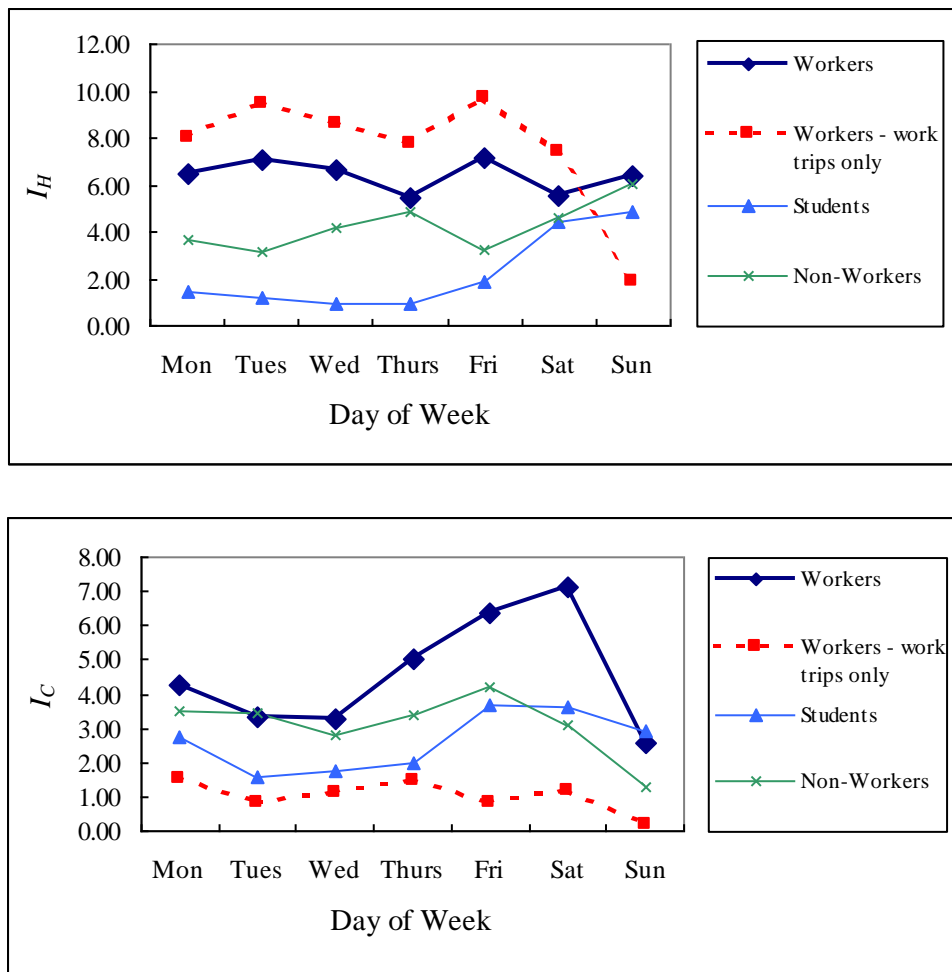 12.00
10.00
8.00
6.00
4.00
2.00
0.00
I_H
Mon Tues Wed Thurs Fri Sat Sun
Day of Week
Workers
Workers - work
trips only
Students
Non-Workers
8.00
7.00
6.00
5.00
4.00
3.00
2.00
1.00
0.00
I_C
Mon Tues Wed Thurs Fri Sat Sun
Day of Week
Workers
Workers - work
trips only
Students
Non-Workers